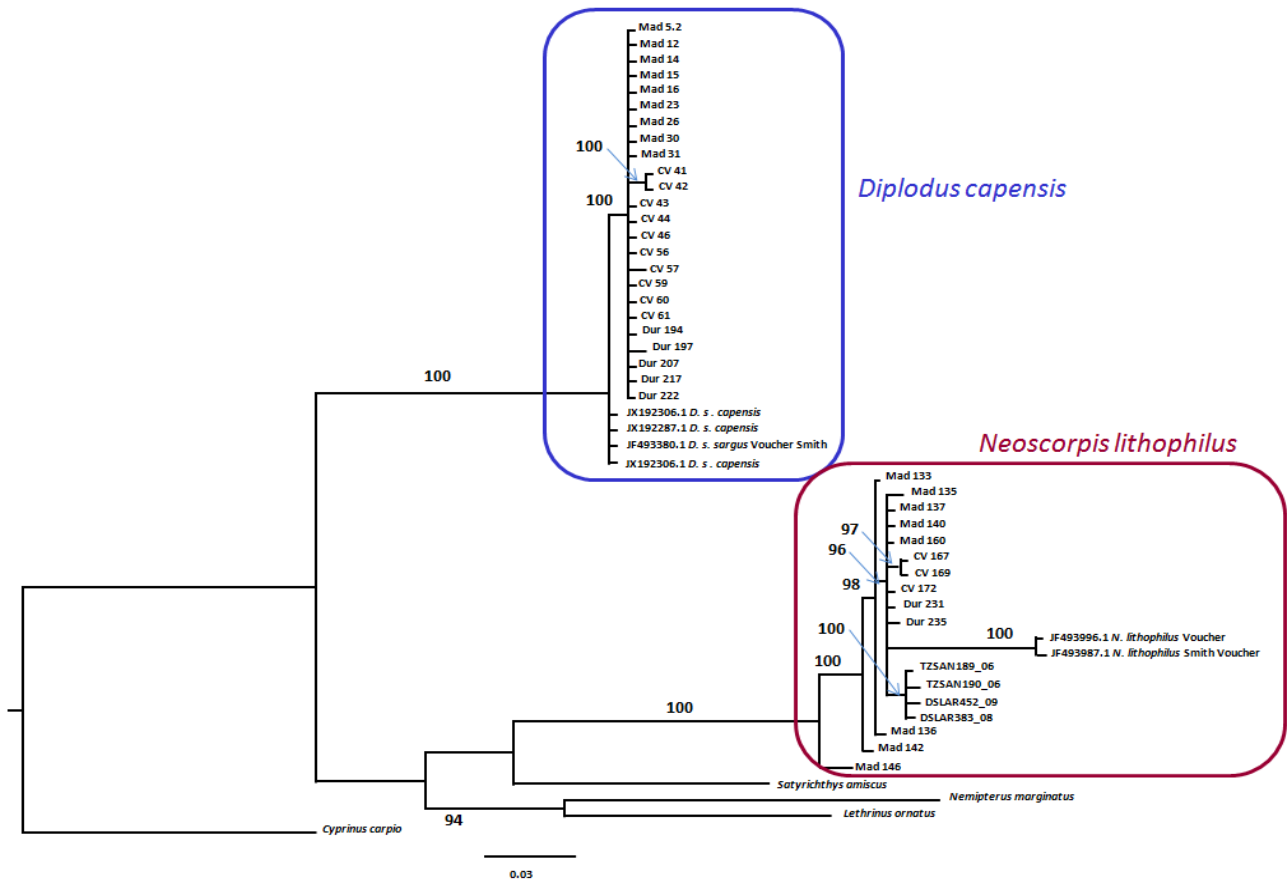 Mad 5.2
Mad 12
Mad 14
Mad 15
Mad 16
Mad 23
Mad 26
Mad 30
Mad 31
100
CV 41
CV 42
Diplodus capensis
100
CV 43
CV 44
CV 46
CV 56
CV 57
CV 59
CV 60
CV 61
Dur 194
Dur 197
Dur 207
Dur 217
Dur 222
100
JX192306.1 D. s . capensis
JX192287.1 D. s. capensis
JF493380.1 D. s. sargus Voucher Smith
JX192306.1 D. s . capensis
Neoscorpis lithophilus
Mad 133
Mad 135
Mad 137
Mad 140
Mad 160
97
96
98
CV 167
CV 169
CV 172
Dur 231
Dur 235
100
100
JF493996.1 N. lithophilus Voucher
JF493987.1 N. lithophilus Smith Voucher
100
TZSAN189_06
TZSAN190_06
DSLAR452_09
DSLAR383_08
100
Mad 136
Mad 142
Mad 146
Satyrichthys amiscus
Nemipterus marginatus
94
Lethrinus ornatus
Cyprinus carpio
0.03